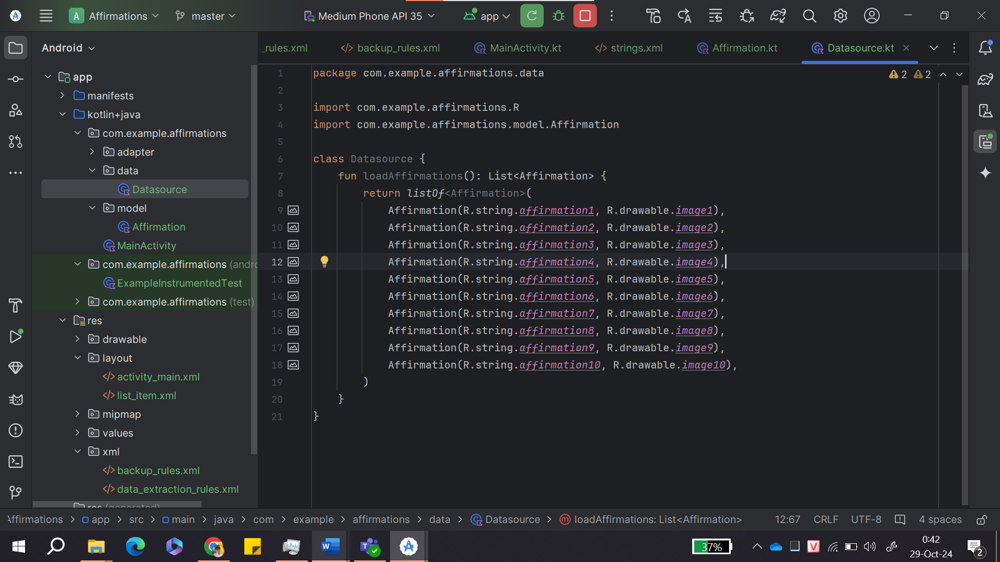 A Affirmations master Medium Phone API 35 app
Android
_rules.xml backup_rules.xml MainActivity.kt strings.xml Affirmation.kt Datasource.kt
app
manifests
kotlin+java
com.example.affirmations
adapter
data
Datasource
model
Affirmation
MainActivity
com.example.affirmations (andro
ExampleInstrumentedTest
com.example.affirmations (test)
res
drawable
layout
activity_main.xml
list_item.xml
mipmap
values
xml
backup_rules.xml
data_extraction_rules.xml
res (generated)
2 2
1 package com.example.affirmations.data
2
3 import com.example.affirmations.R
4 import com.example.affirmations.model.Affirmation
5
6 class Datasource {
7 fun loadAffirmations(): List<Affirmation> {
8 return listOf<Affirmation>(
9 Affirmation(R.string.affirmation1, R.drawable.image1),
10 Affirmation(R.string.affirmation2, R.drawable.image2),
11 Affirmation(R.string.affirmation3, R.drawable.image3),
12 Affirmation(R.string.affirmation4, R.drawable.image4),
13 Affirmation(R.string.affirmation5, R.drawable.image5),
14 Affirmation(R.string.affirmation6, R.drawable.image6),
15 Affirmation(R.string.affirmation7, R.drawable.image7),
16 Affirmation(R.string.affirmation8, R.drawable.image8),
17 Affirmation(R.string.affirmation9, R.drawable.image9),
18 Affirmation(R.string.affirmation10, R.drawable.image10),
19 )
20 }
21 }
Affirmations > app > src > main > java > com > example > affirmations > data > Datasource > m loadAffirmations: List<Affirmation> 12:67 CRLF UTF-8 4 spaces
37% V 0:42
29-Oct-24 2